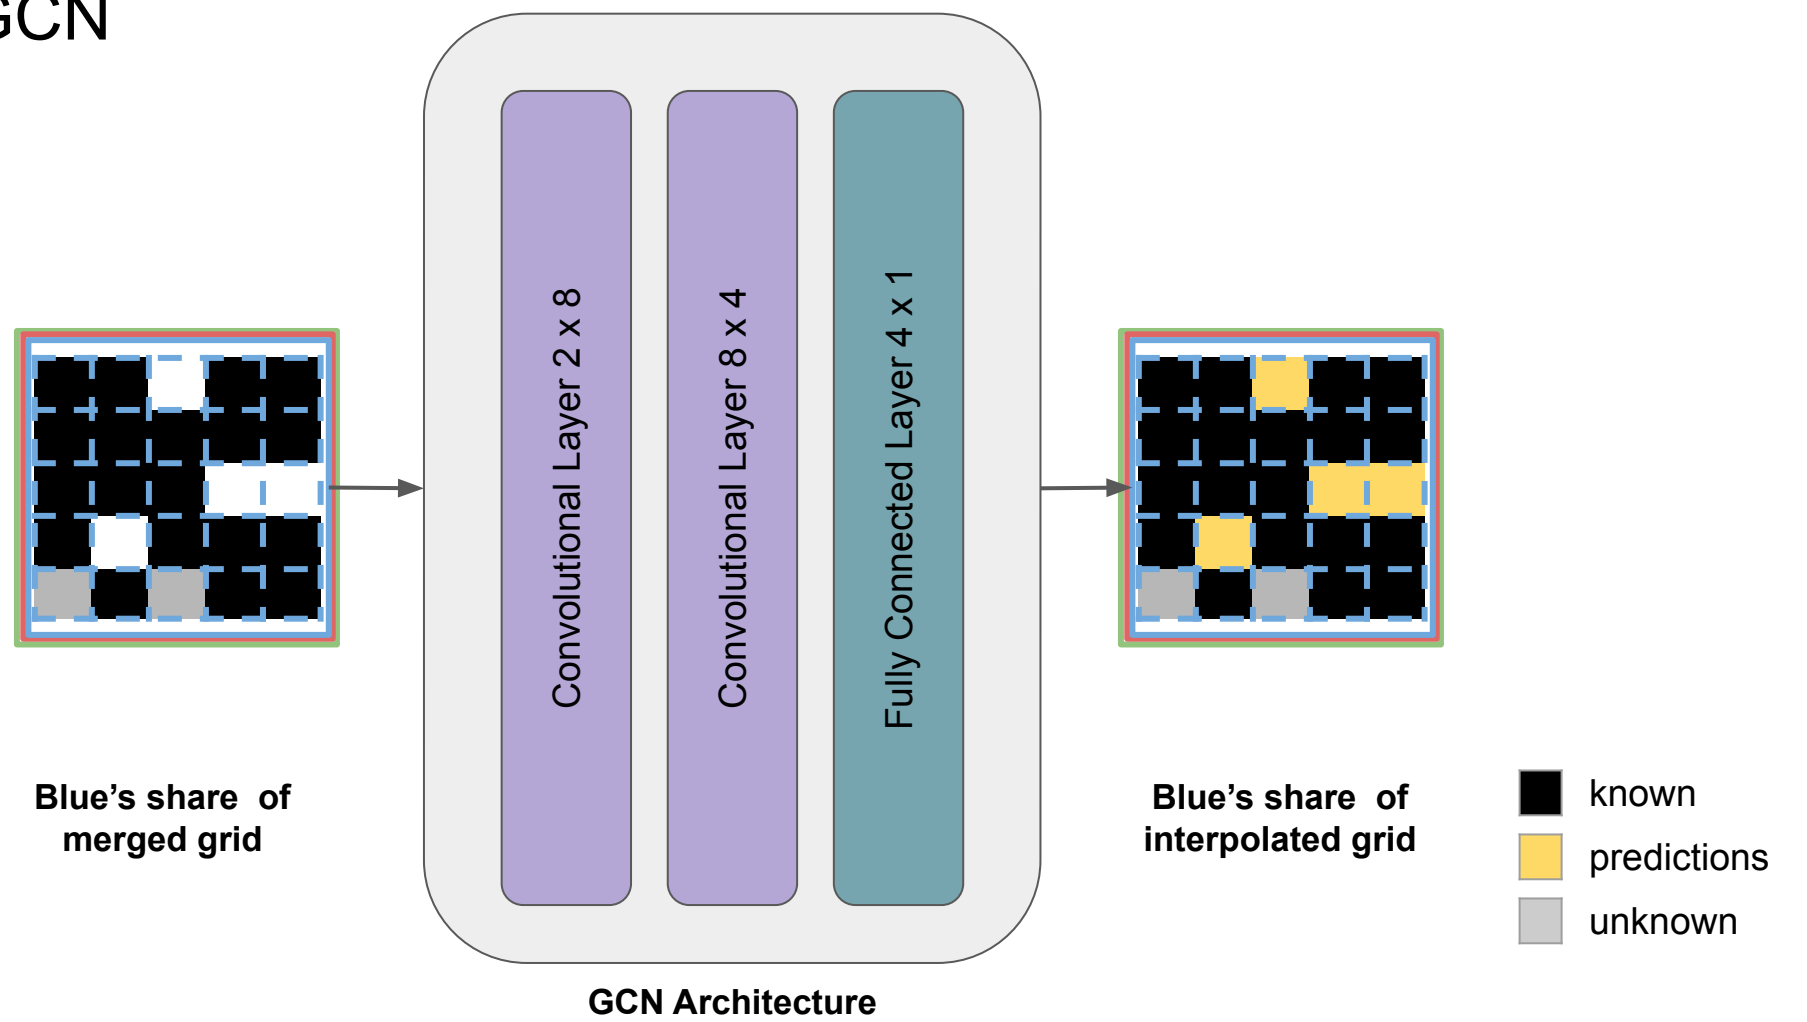 GCN
Convolutional Layer 2 x 8
Convolutional Layer 8 x 4
Fully Connected Layer 4 x 1
Blue’s share of
merged grid
Blue’s share of
interpolated grid
known
predictions
unknown
GCN Architecture